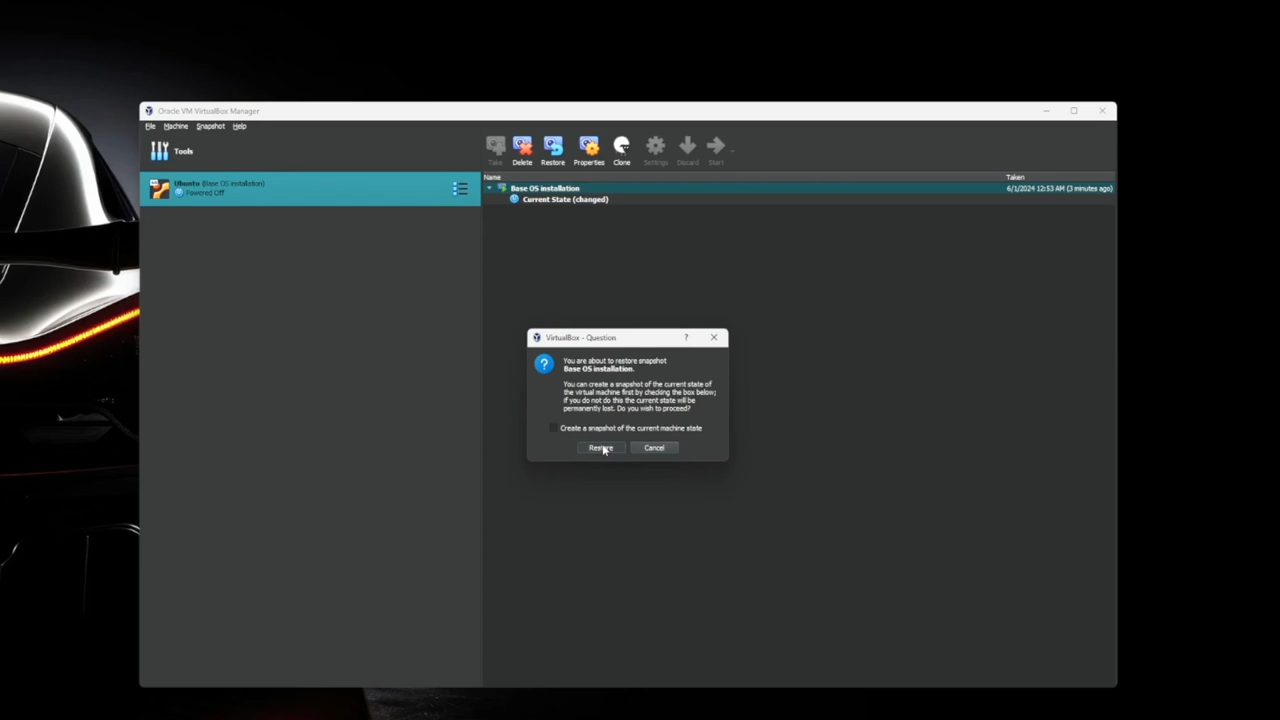 Oracle VM VirtualBox Manager
File Machine Snapshot Help
Tools
Take Delete Restore Properties Clone Settings Discard Start
Ubuntu (Base OS installation)
Powered Off
Name Taken
Base OS installation 6/1/2024 12:53 AM (3 minutes ago)
Current State (changed)
VirtualBox - Question ?
?
You are about to restore snapshot
Base OS installation.
You can create a snapshot of the current state of
the virtual machine first by checking the box below;
if you do not do this the current state will be
permanently lost. Do you wish to proceed?
Create a snapshot of the current machine state
Restore Cancel